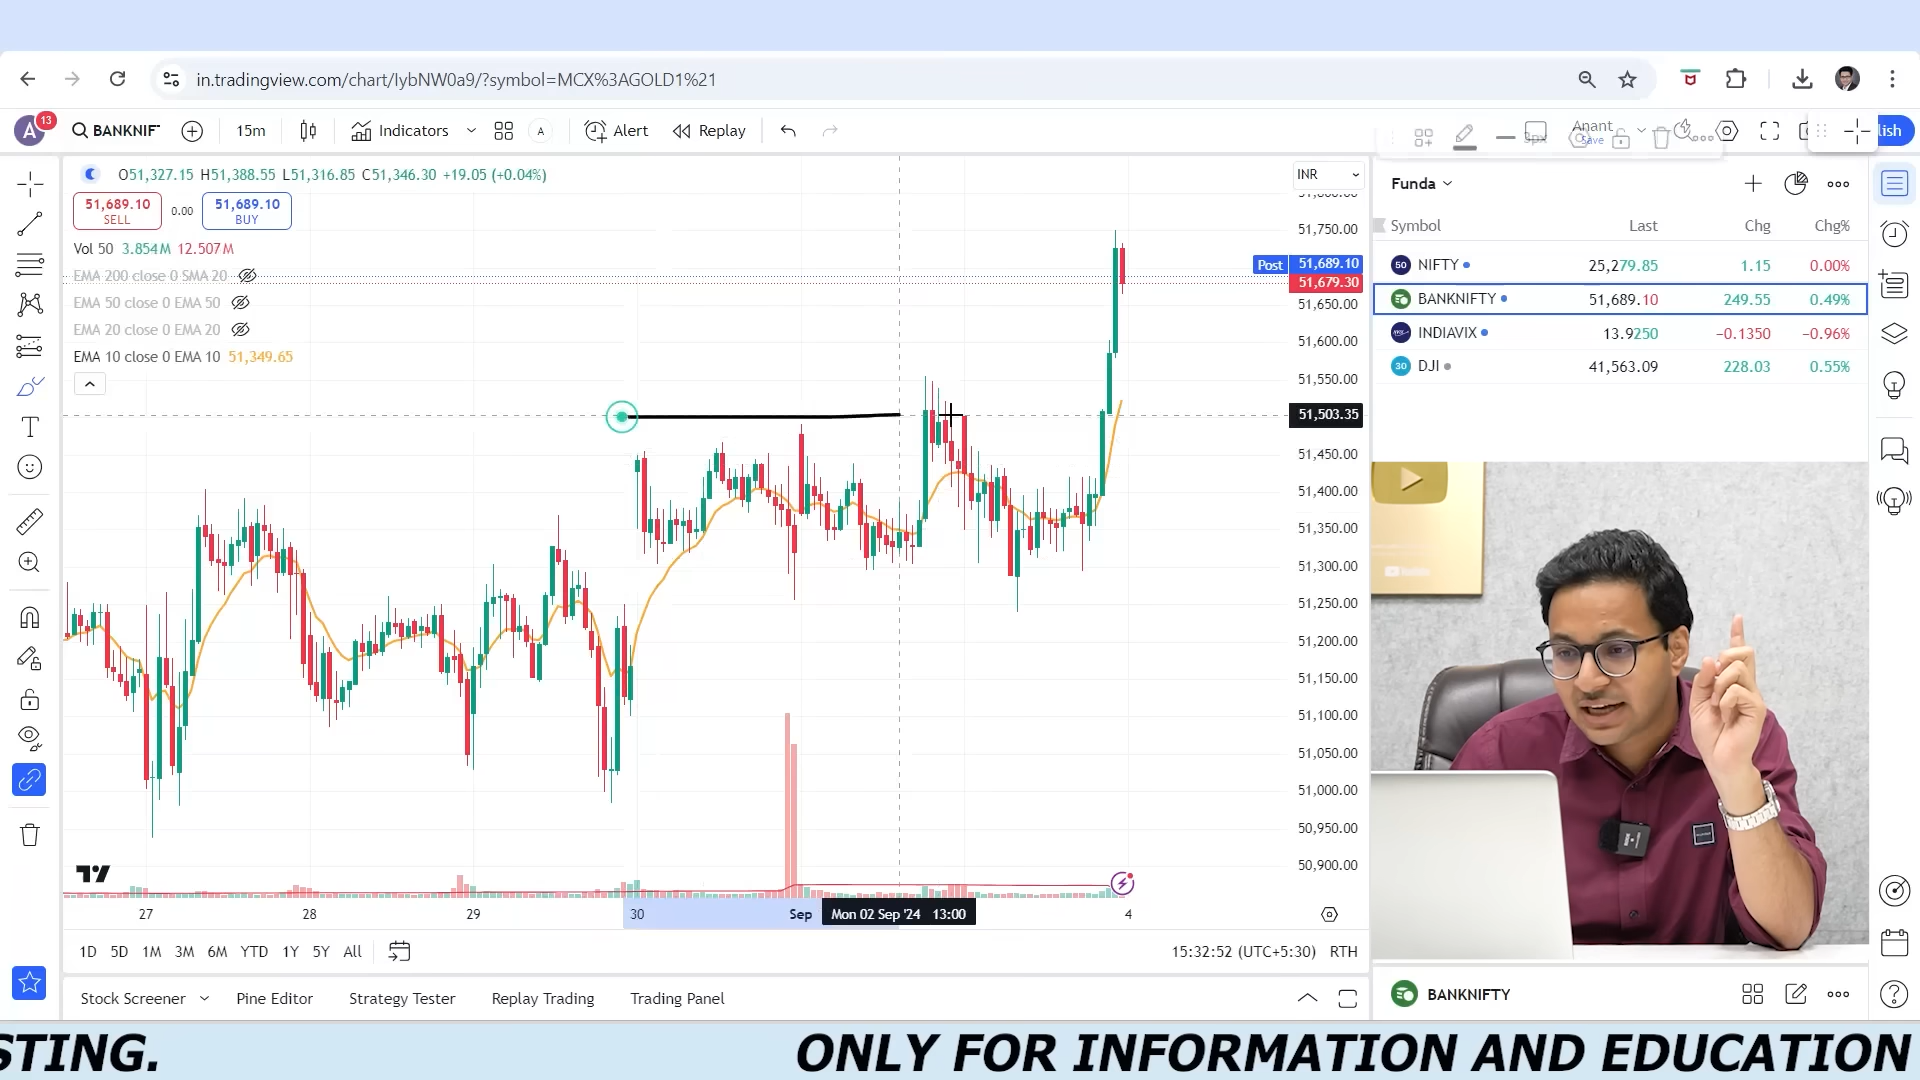 in.tradingview.com/chart/IybNW0a9/?symbol=MCX%3AGOLD1%21
A 13 BANKNIF 15m Indicators A Alert Replay Anant Save lish
O51,327.15 H51,388.55 L51,316.85 C51,346.30 +19.05 (+0.04%)
INR
51,689.10 SELL 0.00 51,689.10 BUY
Vol 50 3.854M 12.507M
EMA 200 close 0 SMA 20
EMA 50 close 0 EMA 50
EMA 20 close 0 EMA 20
EMA 10 close 0 EMA 10 51,349.65
51,800.00
51,750.00
Post 51,689.10
51,679.30
51,650.00
51,600.00
51,550.00
51,503.35
51,450.00
51,400.00
51,350.00
51,300.00
51,250.00
51,200.00
51,150.00
51,100.00
51,050.00
51,000.00
50,950.00
50,900.00
27 28 29 30 Sep Mon 02 Sep '24 13:00 4
1D 5D 1M 3M 6M YTD 1Y 5Y All
15:32:52 (UTC+5:30) RTH
Stock Screener Pine Editor Strategy Tester Replay Trading Trading Panel
Funda
Symbol Last Chg Chg%
50 NIFTY 25,279.85 1.15 0.00%
BANKNIFTY 51,689.10 249.55 0.49%
INDIAVIX 13.9250 −0.1350 −0.96%
30 DJI 41,563.09 228.03 0.55%
BANKNIFTY
STING. ONLY FOR INFORMATION AND EDUCATION